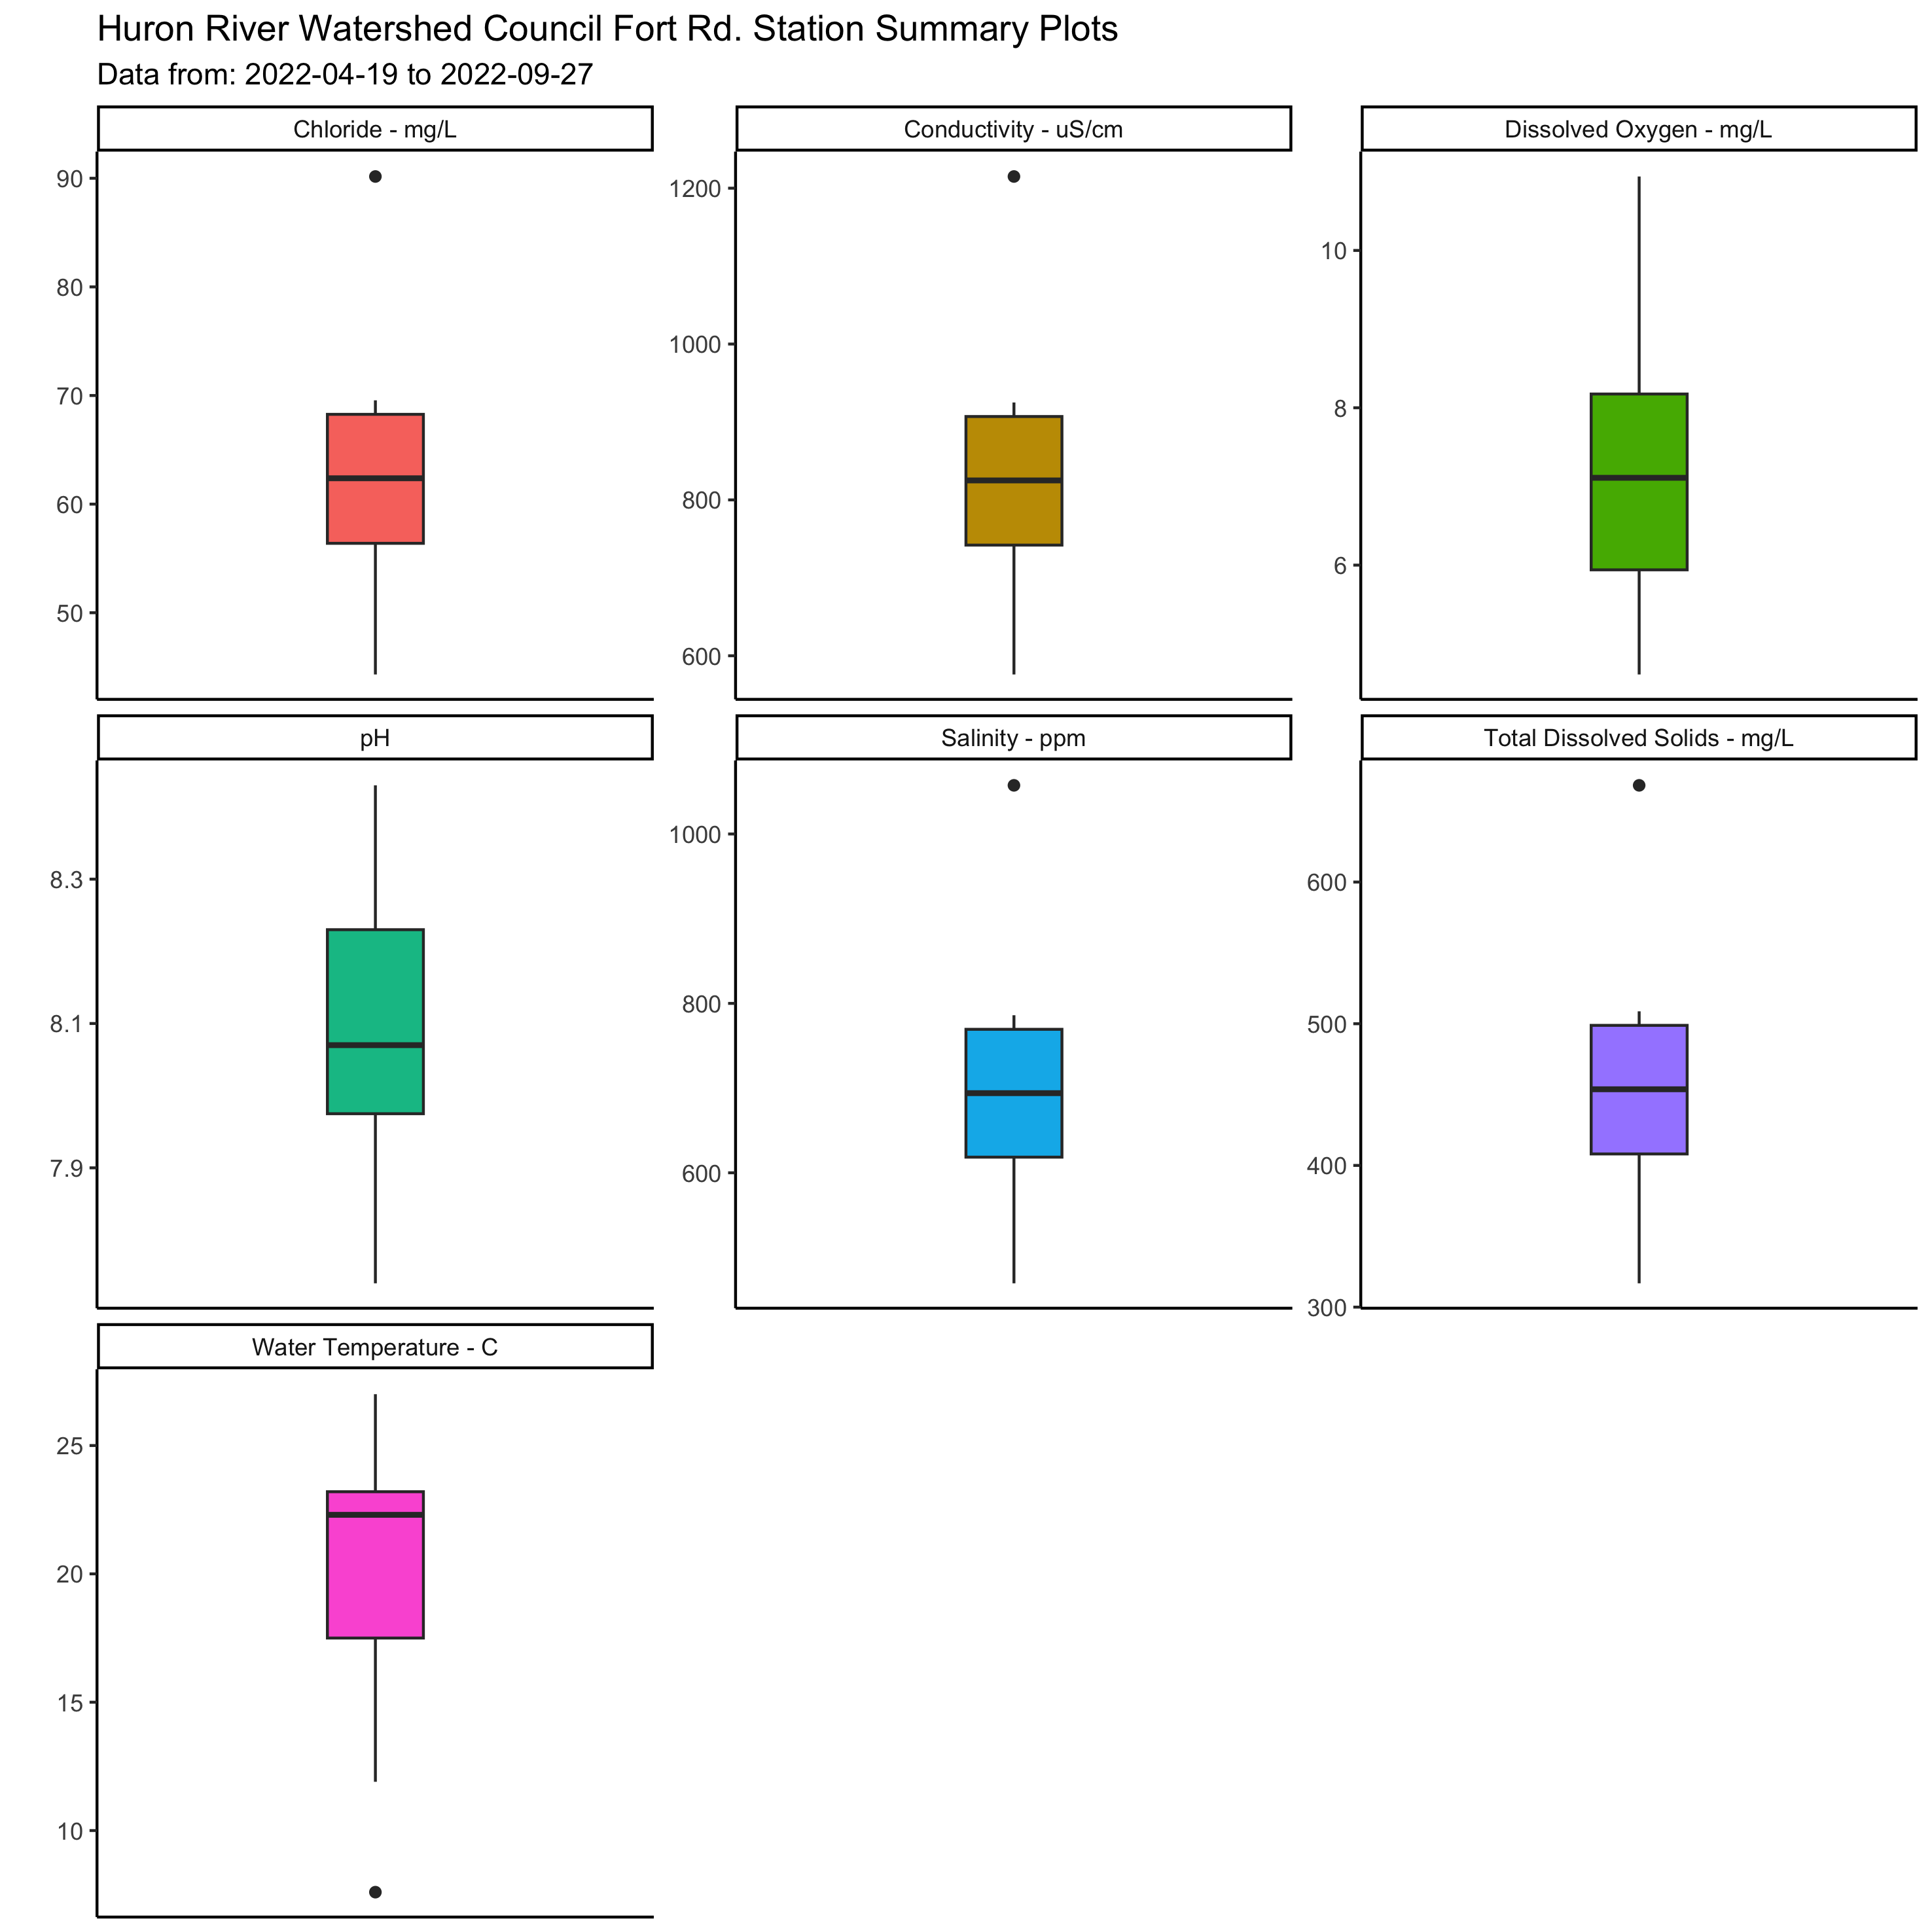 Huron River Watershed Council Fort Rd. Station Summary Plots
Data from: 2022-04-19 to 2022-09-27
Chloride - mg/L
90
80
70
60
50
Conductivity - uS/cm
1200
1000
800
600
Dissolved Oxygen - mg/L
10
8
6
pH
8.3
8.1
7.9
Salinity - ppm
1000
800
600
Total Dissolved Solids - mg/L
600
500
400
300
Water Temperature - C
25
20
15
10